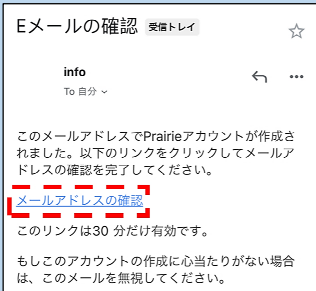 Eメールの確認 受信トレイ
info
To 自分
このメールアドレスでPrairieアカウントが作成さ
れました。以下のリンクをクリックしてメールア
ドレスの確認を完了してください。
メールアドレスの確認
このリンクは30 分だけ有効です。
もしこのアカウントの作成に心当たりがない場合
は、このメールを無視してください。